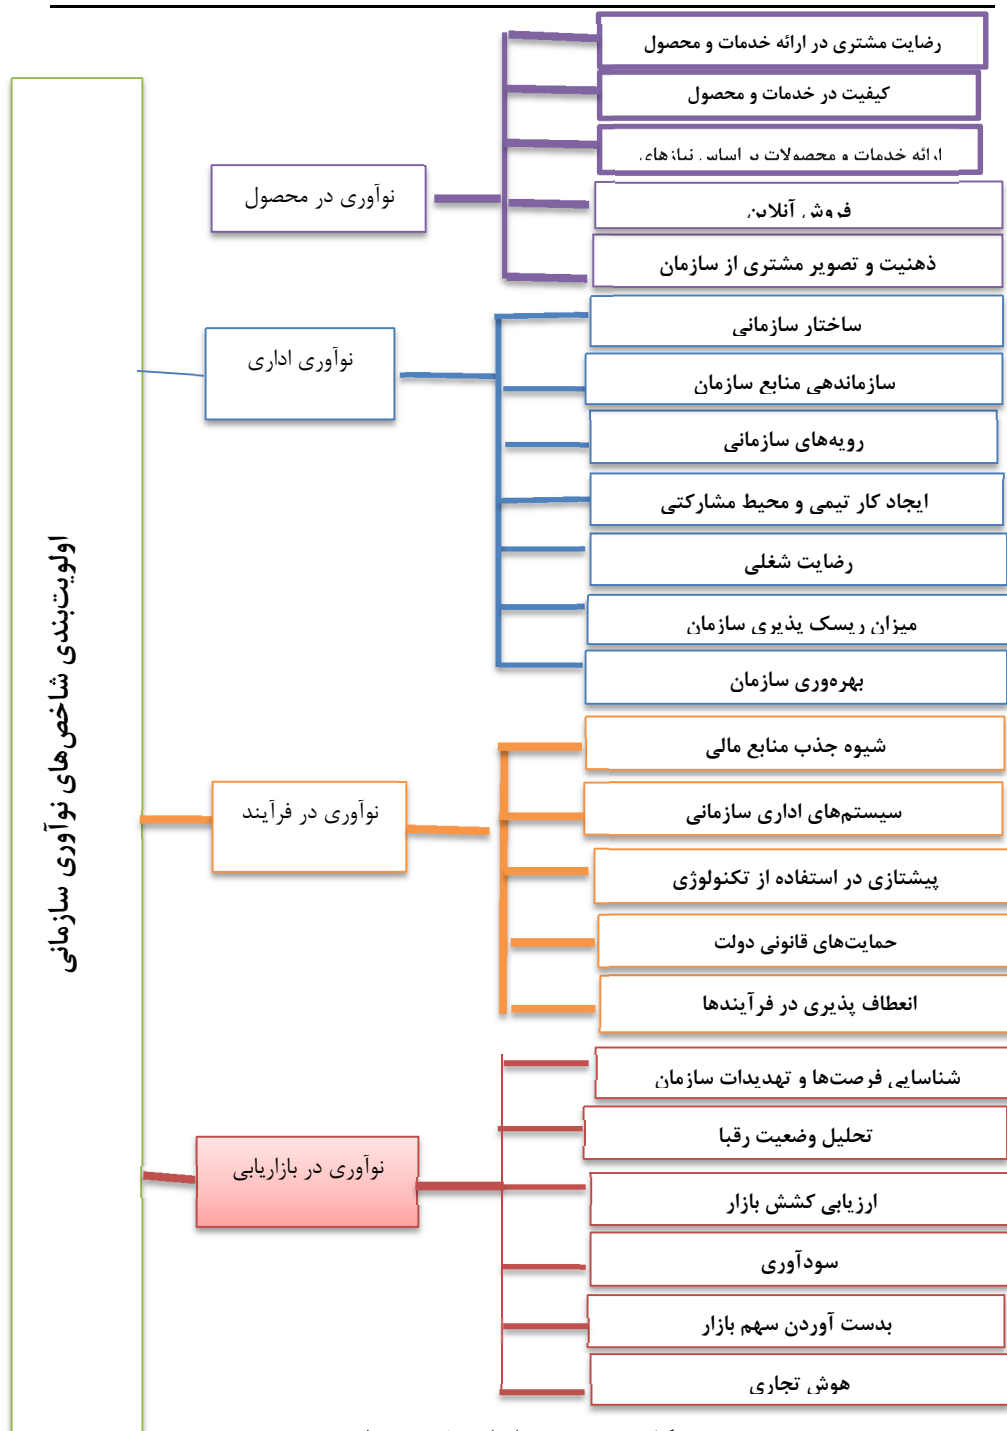 اولویت‌بندی شاخص‌های نوآوری سازمانی
نوآوری در محصول
رضایت مشتری در ارائه خدمات و محصول
کیفیت در خدمات و محصول
ارائه خدمات و محصولات بر اساس نیازهای
فروش آنلاین
ذهنیت و تصویر مشتری از سازمان
نوآوری اداری
ساختار سازمانی
سازماندهی منابع سازمان
رویه‌های سازمانی
ایجاد کار تیمی و محیط مشارکتی
رضایت شغلی
میزان ریسک پذیری سازمان
بهره‌وری سازمان
نوآوری در فرآیند
شیوه جذب منابع مالی
سیستم‌های اداری سازمانی
پیشتازی در استفاده از تکنولوژی
حمایت‌های قانونی دولت
انعطاف پذیری در فرآیندها
نوآوری در بازاریابی
شناسایی فرصت‌ها و تهدیدات سازمان
تحلیل وضعیت رقبا
ارزیابی کشش بازار
سودآوری
بدست آوردن سهم بازار
هوش تجاری